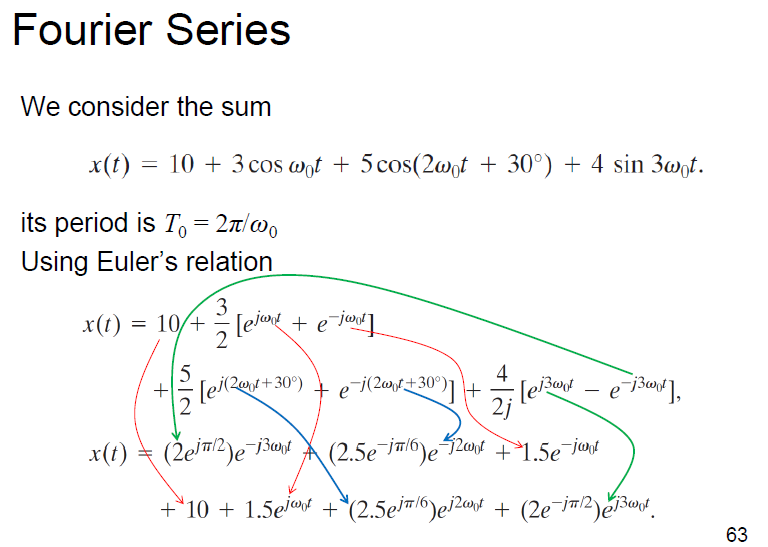 Fourier Series
We consider the sum
x(t) = 10 + 3 cos ω₀t + 5 cos(2ω₀t + 30°) + 4 sin 3ω₀t.
its period is T₀ = 2π/ω₀
Using Euler's relation
x(t) = 10 + 3/2 [e^{jω₀t} + e^{−jω₀t}]
+ 5/2 [e^{j(2ω₀t+30°)} + e^{−j(2ω₀t+30°)}] + 4/2j [e^{j3ω₀t} − e^{−j3ω₀t}],
x(t) = (2e^{jπ/2})e^{−j3ω₀t} + (2.5e^{−jπ/6})e^{−j2ω₀t} + 1.5e^{−jω₀t}
+ 10 + 1.5e^{jω₀t} + (2.5e^{jπ/6})e^{j2ω₀t} + (2e^{−jπ/2})e^{j3ω₀t}.
63